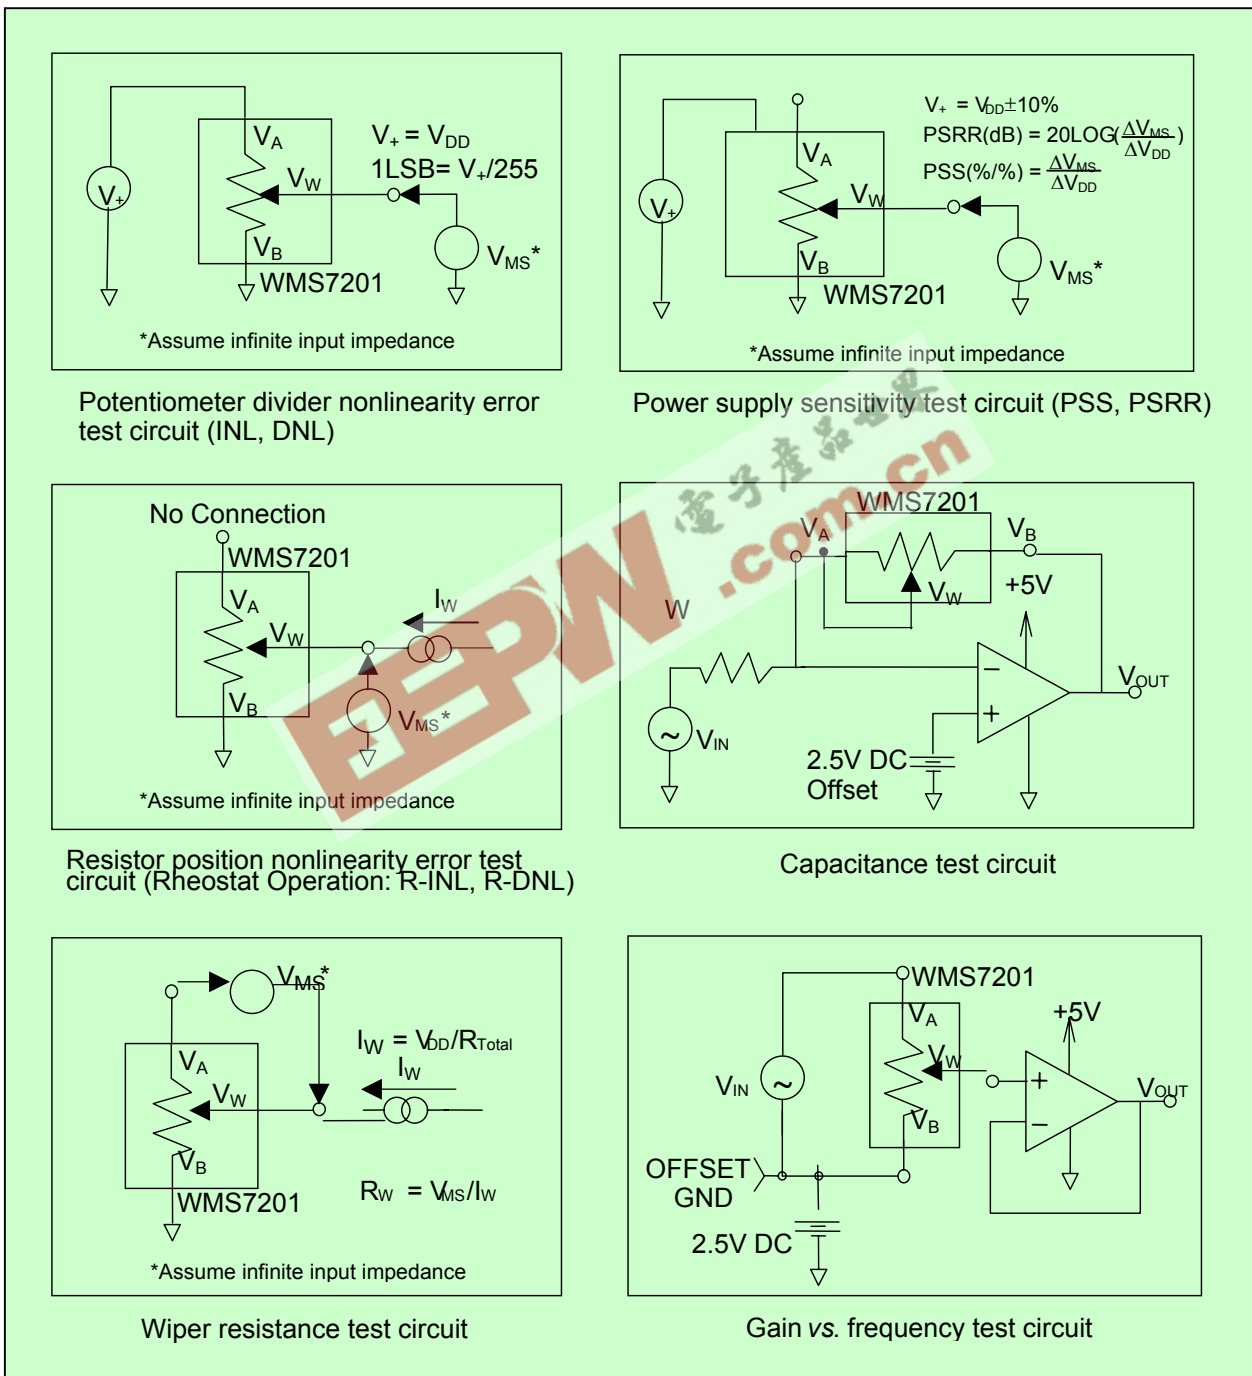 V+
VA
VW
VB
WMS7201
V+ = VDD
1LSB= V+/255
VMS*
*Assume infinite input impedance
Potentiometer divider nonlinearity error
test circuit (INL, DNL)
V+
VA
VW
VB
WMS7201
V+ = VDD±10%
PSRR(dB) = 20LOG(ΔVMS/ΔVDD)
PSS(%/%) = ΔVMS/ΔVDD
VMS*
*Assume infinite input impedance
Power supply sensitivity test circuit (PSS, PSRR)
No Connection
WMS7201
VA
VW
VB
IW
VMS*
*Assume infinite input impedance
Resistor position nonlinearity error test
circuit (Rheostat Operation: R-INL, R-DNL)
WMS7201
VA
VB
VW
+5V
W
−
+
VOUT
~
VIN
2.5V DC
Offset
Capacitance test circuit
VMS*
VA
VW
VB
WMS7201
IW = VDD/RTotal
IW
RW = VMS/IW
*Assume infinite input impedance
Wiper resistance test circuit
WMS7201
VA
VW
VB
+5V
VIN
~
+
−
VOUT
OFFSET
GND
2.5V DC
Gain vs. frequency test circuit
EEPW
電子產品世界
.com.cn